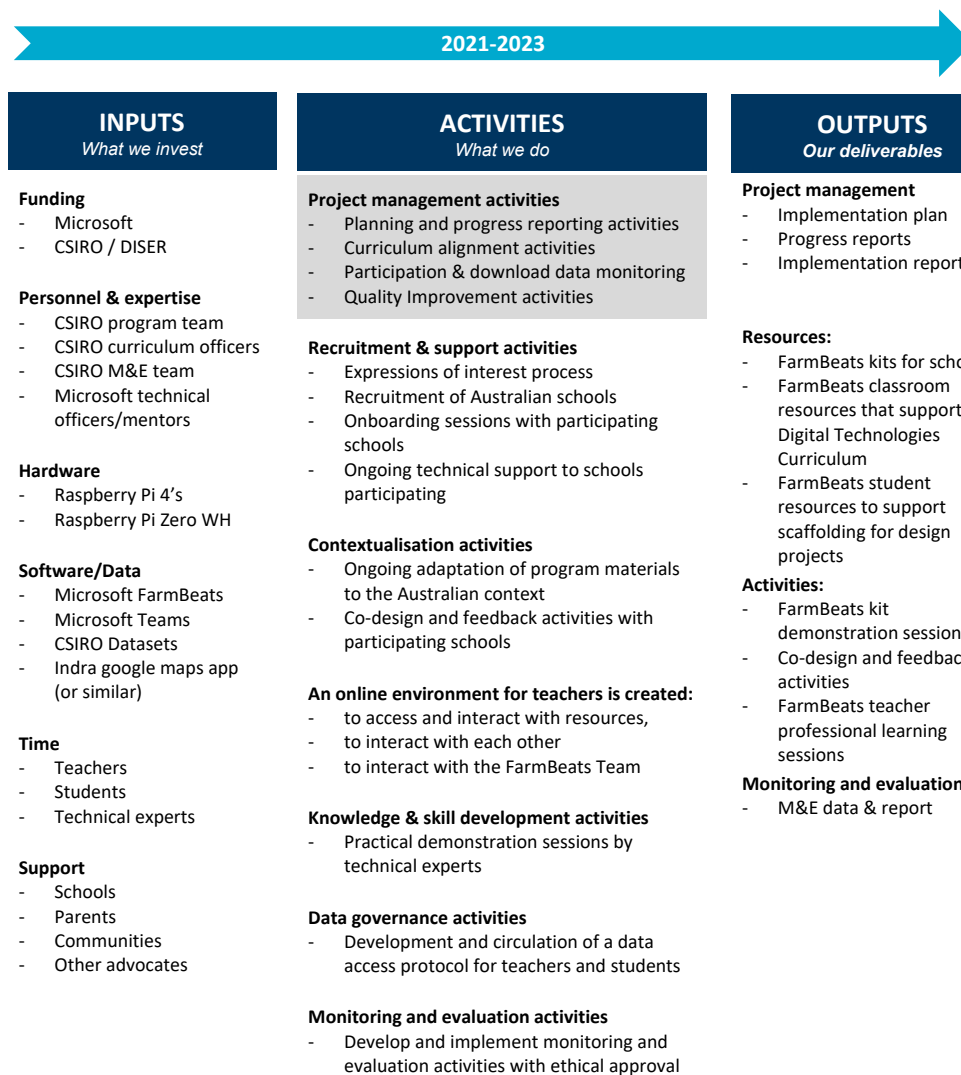 2021-2023
INPUTS
What we invest
Funding
- Microsoft
- CSIRO / DISER
Personnel & expertise
- CSIRO program team
- CSIRO curriculum officers
- CSIRO M&E team
- Microsoft technical
officers/mentors
Hardware
- Raspberry Pi 4’s
- Raspberry Pi Zero WH
Software/Data
- Microsoft FarmBeats
- Microsoft Teams
- CSIRO Datasets
- Indra google maps app
(or similar)
Time
- Teachers
- Students
- Technical experts
Support
- Schools
- Parents
- Communities
- Other advocates
ACTIVITIES
What we do
Project management activities
- Planning and progress reporting activities
- Curriculum alignment activities
- Participation & download data monitoring
- Quality Improvement activities
Recruitment & support activities
- Expressions of interest process
- Recruitment of Australian schools
- Onboarding sessions with participating
schools
- Ongoing technical support to schools
participating
Contextualisation activities
- Ongoing adaptation of program materials
to the Australian context
- Co-design and feedback activities with
participating schools
An online environment for teachers is created:
- to access and interact with resources,
- to interact with each other
- to interact with the FarmBeats Team
Knowledge & skill development activities
- Practical demonstration sessions by
technical experts
Data governance activities
- Development and circulation of a data
access protocol for teachers and students
Monitoring and evaluation activities
- Develop and implement monitoring and
evaluation activities with ethical approval
OUTPUTS
Our deliverables
Project management
- Implementation plan
- Progress reports
- Implementation report
Resources:
- FarmBeats kits for
- FarmBeats classroom
resources that support
Digital Technologies
Curriculum
- FarmBeats student
resources to support
scaffolding for design
projects
Activities:
- FarmBeats kit
demonstration session
- Co-design and
activities
- FarmBeats teacher
professional learning
sessions
Monitoring and evaluation
- M&E data & report